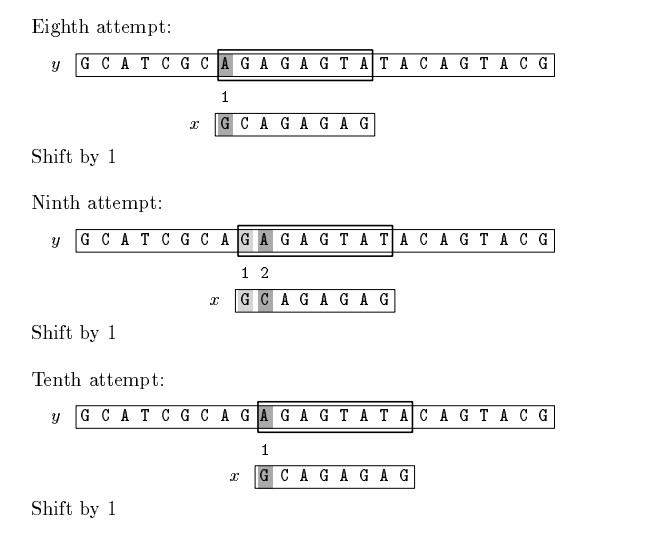 Eighth attempt:
y G C A T C G C A G A G A G T A T A C A G T A C G
1
x G C A G A G A G
Shift by 1
Ninth attempt:
y G C A T C G C A G A G A G T A T A C A G T A C G
1 2
x G C A G A G A G
Shift by 1
Tenth attempt:
y G C A T C G C A G A G A G T A T A C A G T A C G
1
x G C A G A G A G
Shift by 1